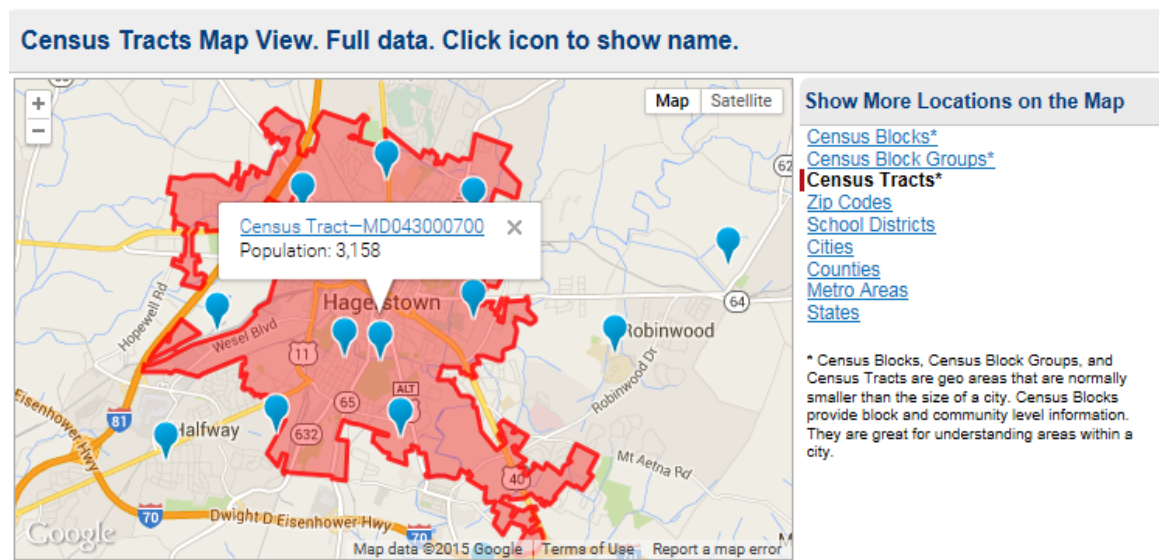 Census Tracts Map View. Full data. Click icon to show name.
+
−
Map Satellite
62
Census Tract—MD043000700 ×
Population: 3,158
Hagerstown
64
Hopewell Rd
Wesel Blvd
11
Robinwood
Robinwood Dr
ALT
65
Eisenhower Hwy
81
Halfway
632
Mt Aetna Rd
40
70
Dwight D Eisenhower Hwy
70
M
Google
Map data ©2015 Google Terms of Use Report a map error
Show More Locations on the Map
Census Blocks*
Census Block Groups*
Census Tracts*
Zip Codes
School Districts
Cities
Counties
Metro Areas
States
* Census Blocks, Census Block Groups, and
Census Tracts are geo areas that are normally
smaller than the size of a city. Census Blocks
provide block and community level information.
They are great for understanding areas within a
city.